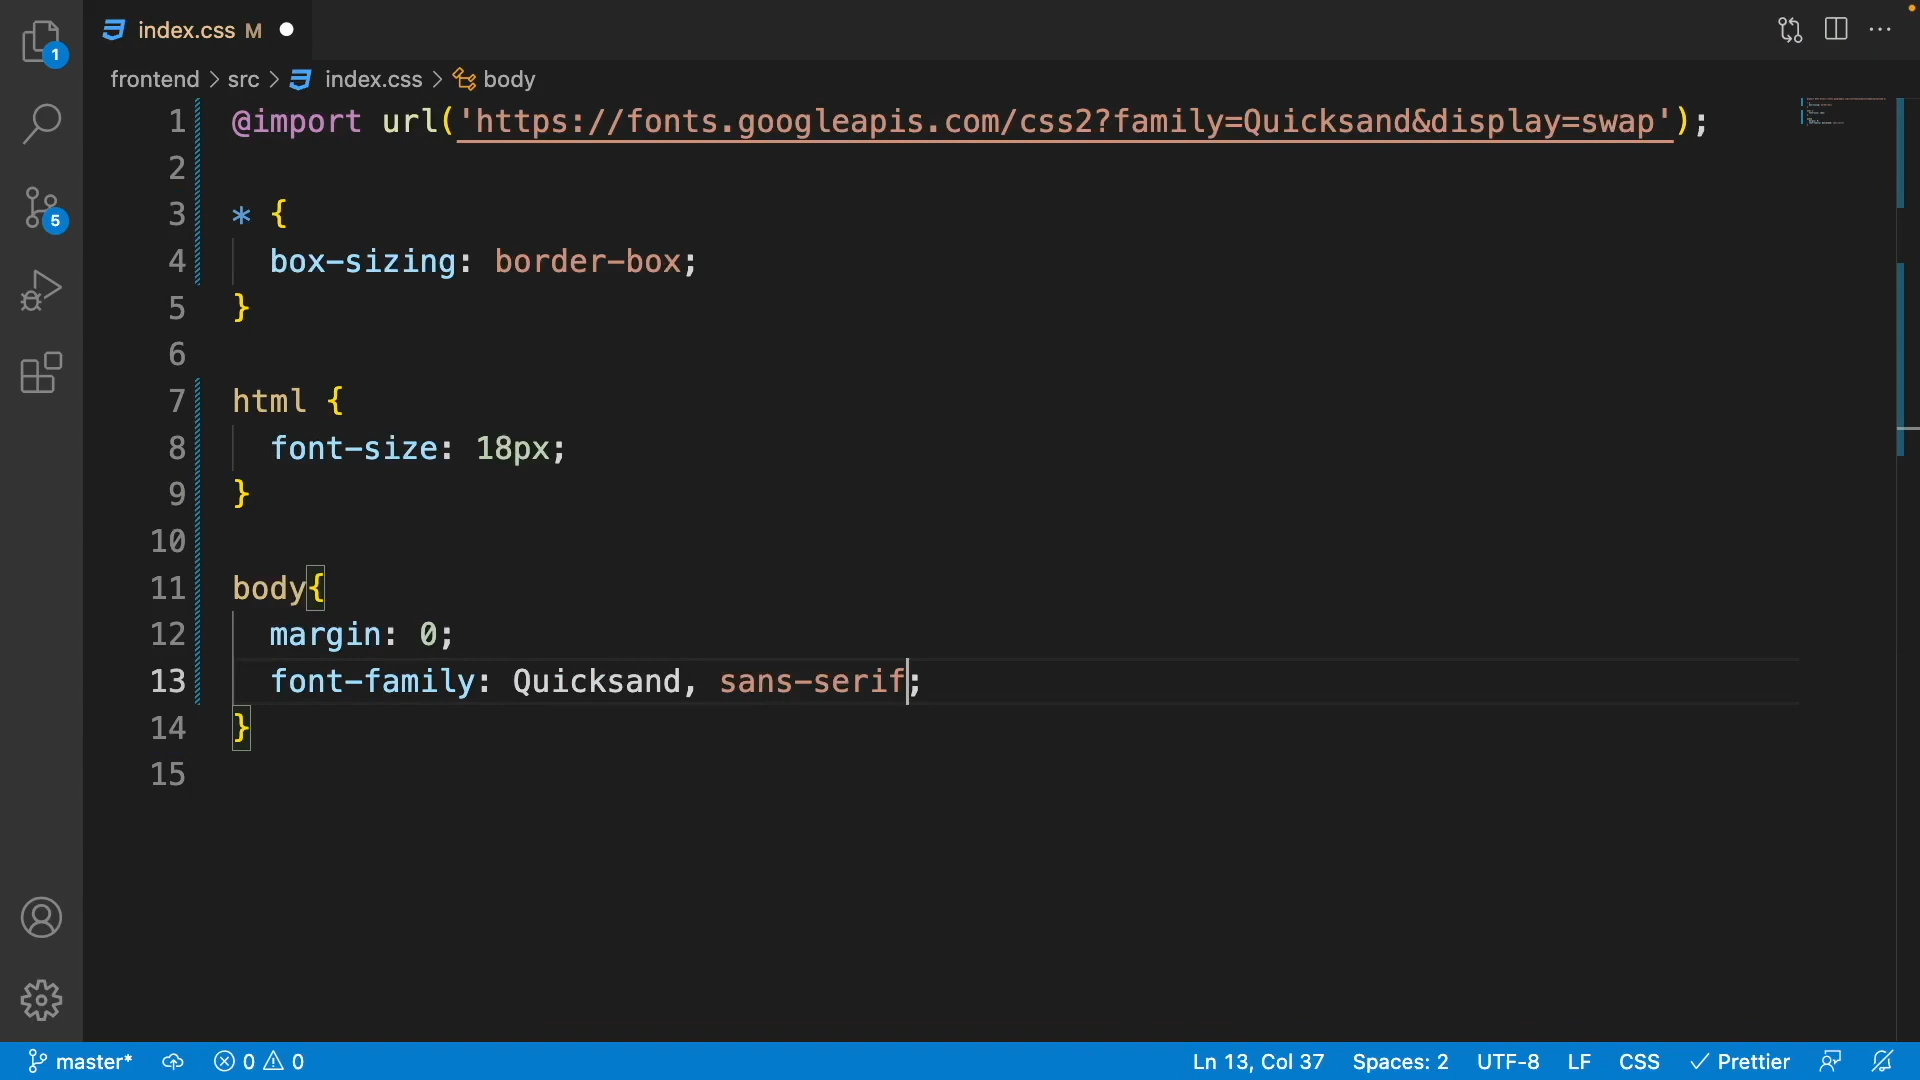 index.css M
1
frontend > src > index.css > body
1 @import url('https://fonts.googleapis.com/css2?family=Quicksand&display=swap');
2
3 * {
4 box-sizing: border-box;
5 }
5
6
7 html {
8 font-size: 18px;
9 }
10
11 body{
12 margin: 0;
13 font-family: Quicksand, sans-serif;
14 }
15
master* 0 0 Ln 13, Col 37 Spaces: 2 UTF-8 LF CSS Prettier